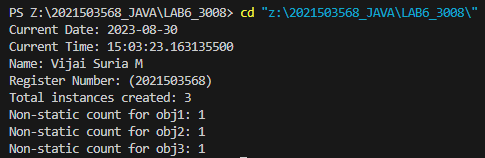 PS Z:\2021503568_JAVA\LAB6_3008> cd "z:\2021503568_JAVA\LAB6_3008\"
Current Date: 2023-08-30
Current Time: 15:03:23.163135500
Name: Vijai Suria M
Register Number: (2021503568)
Total instances created: 3
Non-static count for obj1: 1
Non-static count for obj2: 1
Non-static count for obj3: 1